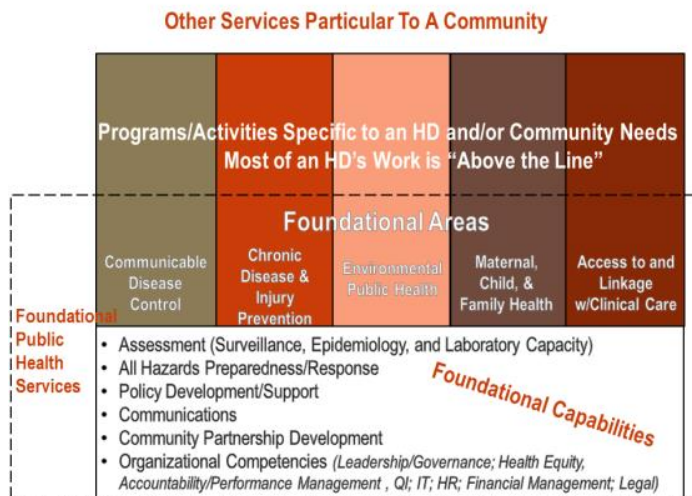 Other Services Particular To A Community
Programs/Activities Specific to an HD and/or Community Needs
Most of an HD's Work is “Above the Line”
Foundational Areas
Communicable
Disease
Control
Chronic
Disease &
Injury
Prevention
Environmental
Public Health
Maternal,
Child, &
Family Health
Access to and
Linkage
w/Clinical Care
Foundational
Public
Health
Services
• Assessment (Surveillance, Epidemiology, and Laboratory Capacity)
• All Hazards Preparedness/Response
• Policy Development/Support
• Communications
• Community Partnership Development
• Organizational Competencies (Leadership/Governance; Health Equity,
Accountability/Performance Management , QI; IT; HR; Financial Management; Legal)
Foundational Capabilities